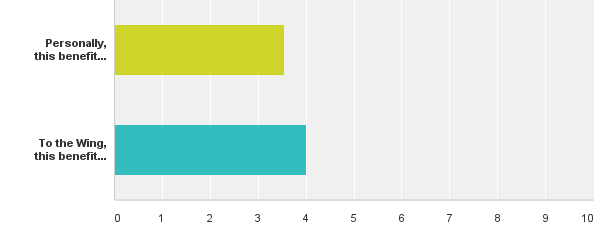 Personally,
this benefit...
To the Wing,
this benefit...
0 1 2 3 4 5 6 7 8 9 10